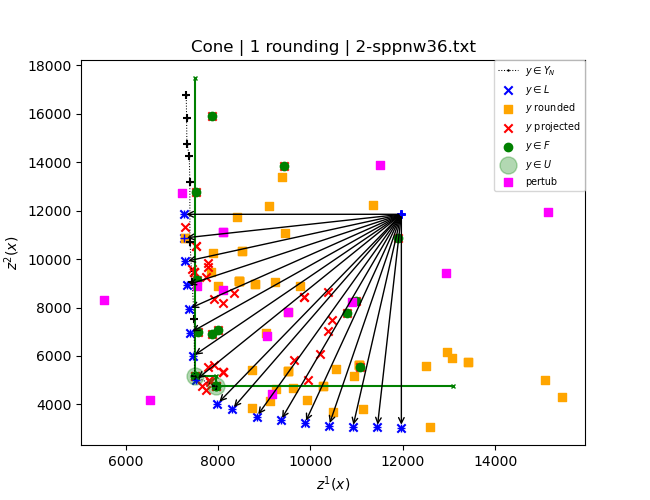 Cone | 1 rounding | 2-sppnw36.txt
18000
16000
14000
12000
10000
8000
6000
4000
z²(x)
6000
8000
10000
12000
14000
z¹(x)
y ∈ Y_N
y ∈ L
y rounded
y projected
y ∈ F
y ∈ U
pertub